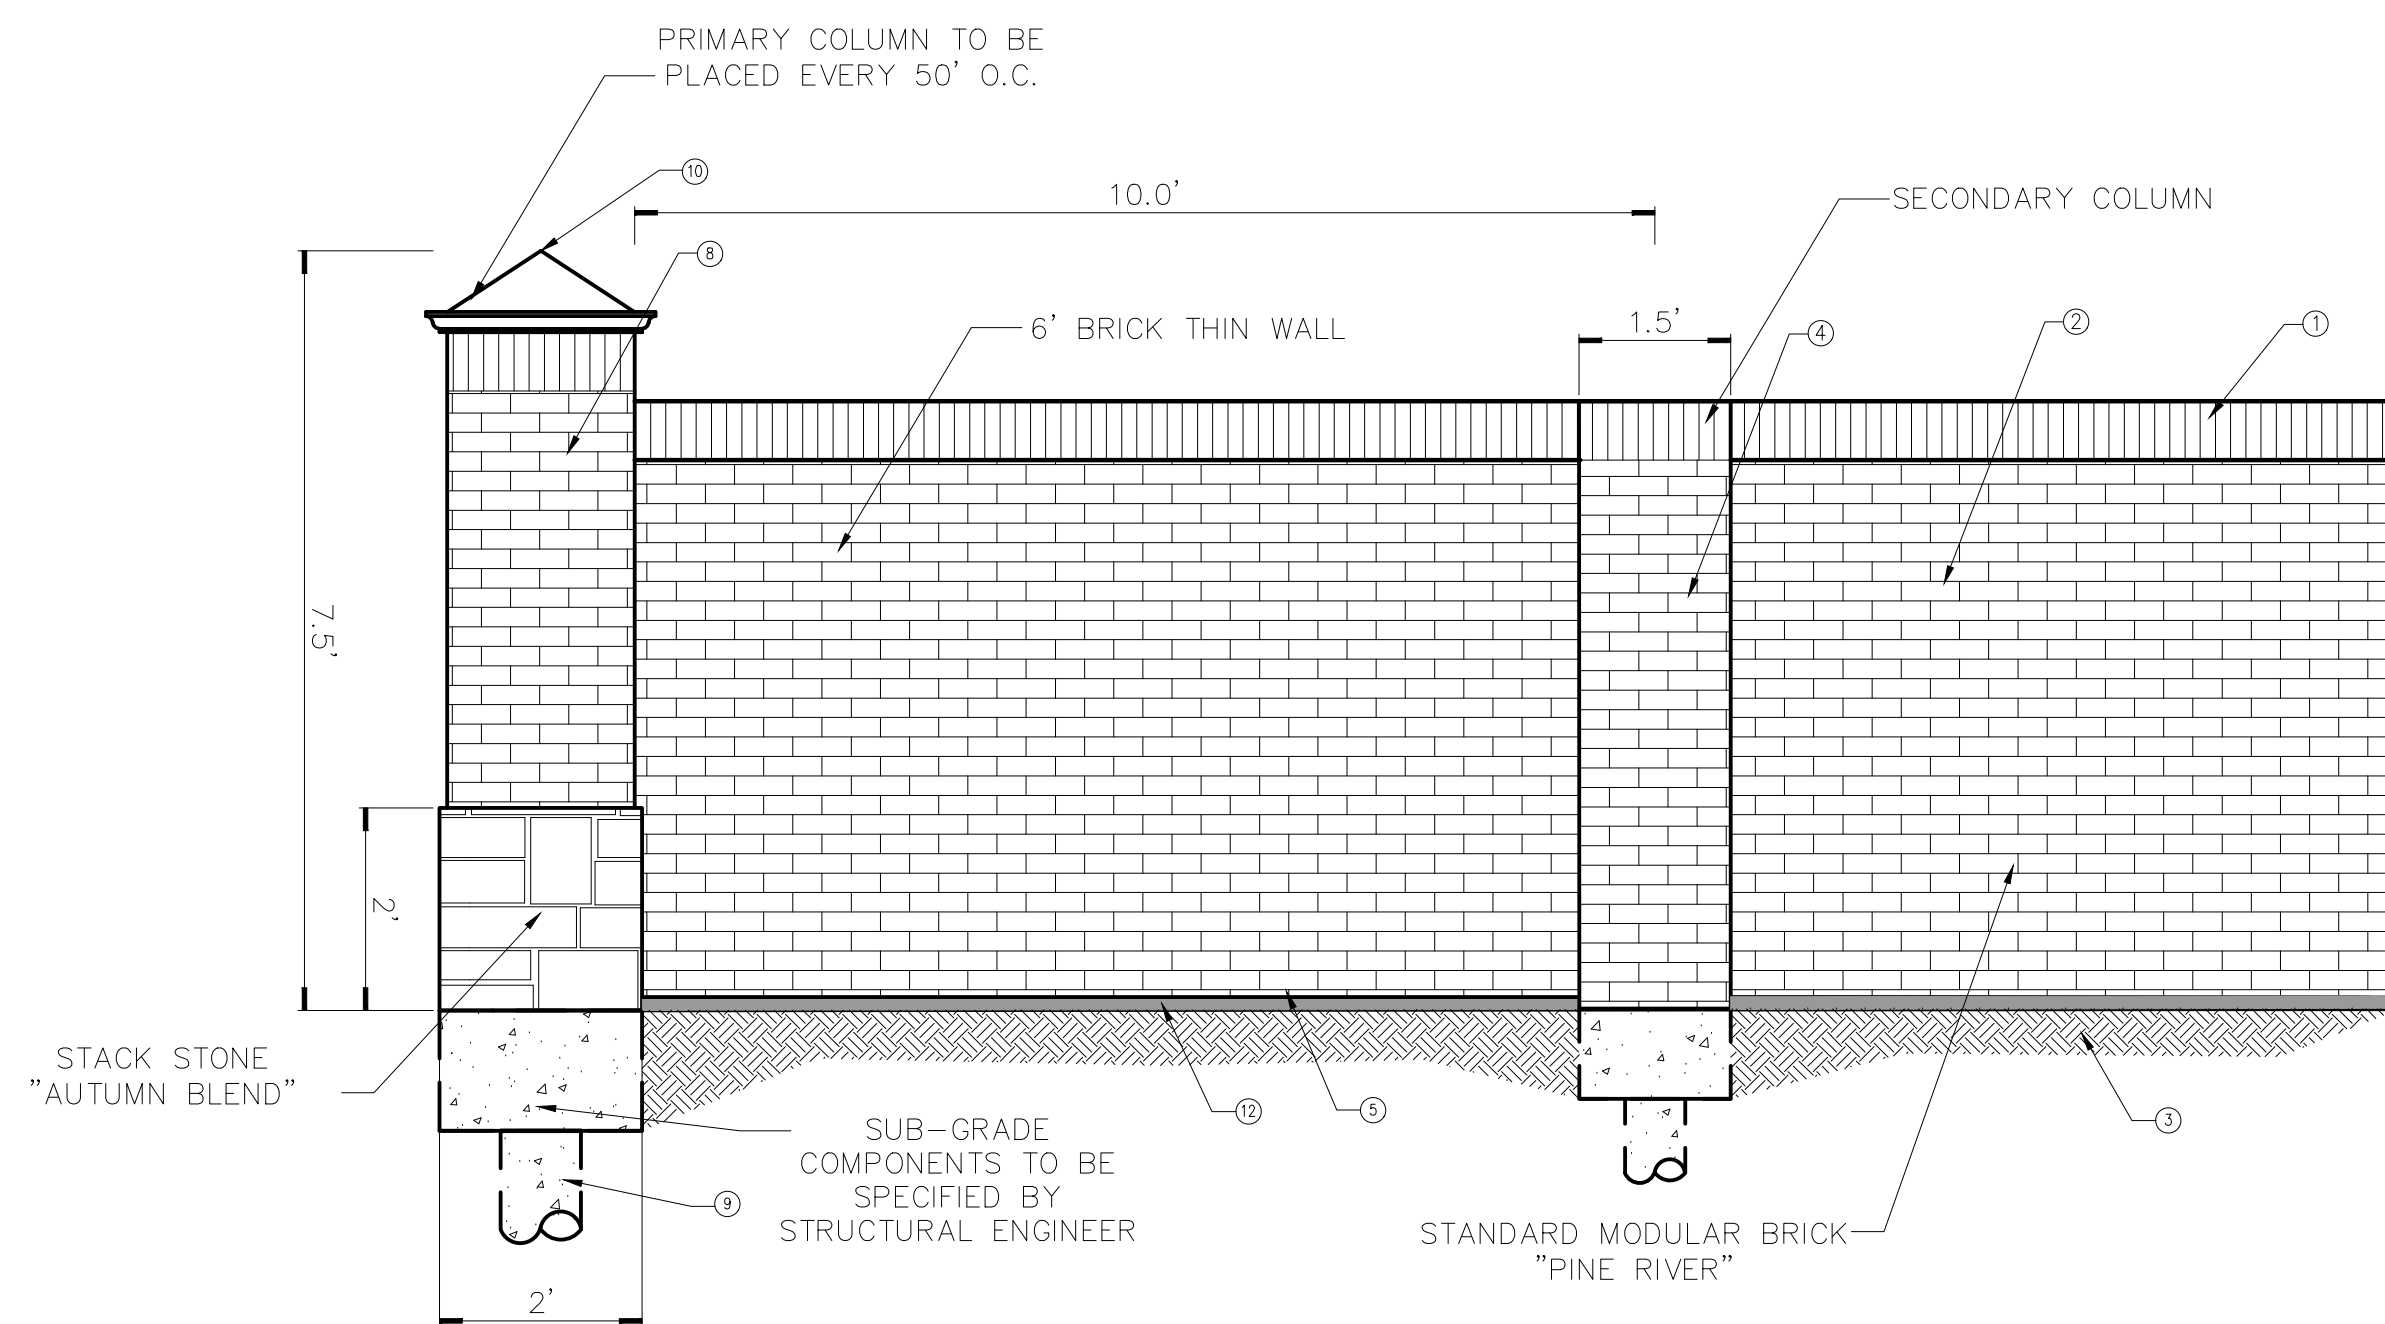 PRIMARY COLUMN TO BE
PLACED EVERY 50' O.C.
10
10.0'
SECONDARY COLUMN
8
6' BRICK THIN WALL
1.5'
4
2
1
7.5'
2'
STACK STONE
"AUTUMN BLEND"
SUB-GRADE
COMPONENTS TO BE
SPECIFIED BY
STRUCTURAL ENGINEER
12
5
3
9
STANDARD MODULAR BRICK
"PINE RIVER"
2'